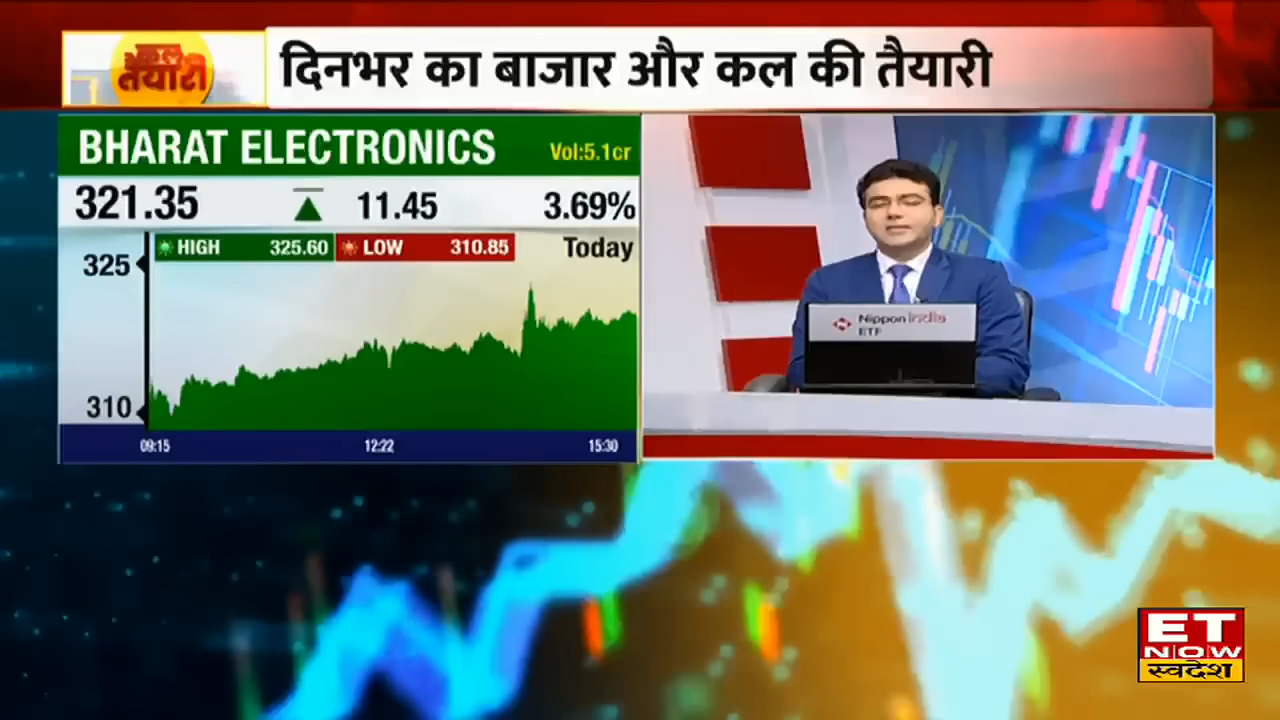 कल
तैयारी
दिनभर का बाजार और कल की तैयारी
BHARAT ELECTRONICS
Vol:5.1cr
321.35 11.45 3.69%
HIGH 325.60 LOW 310.85 Today
325
310
09:15 12:22 15:30
Nippon india
ETF
ET
NOW
स्वदेश